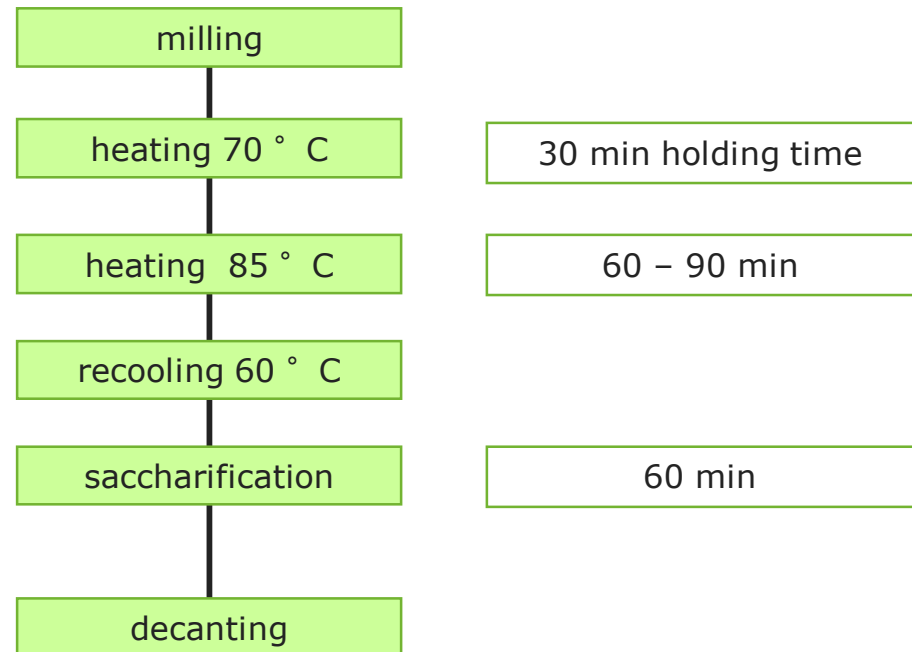 milling
heating 70 ° C
30 min holding time
heating 85 ° C
60 – 90 min
recooling 60 ° C
saccharification
60 min
decanting